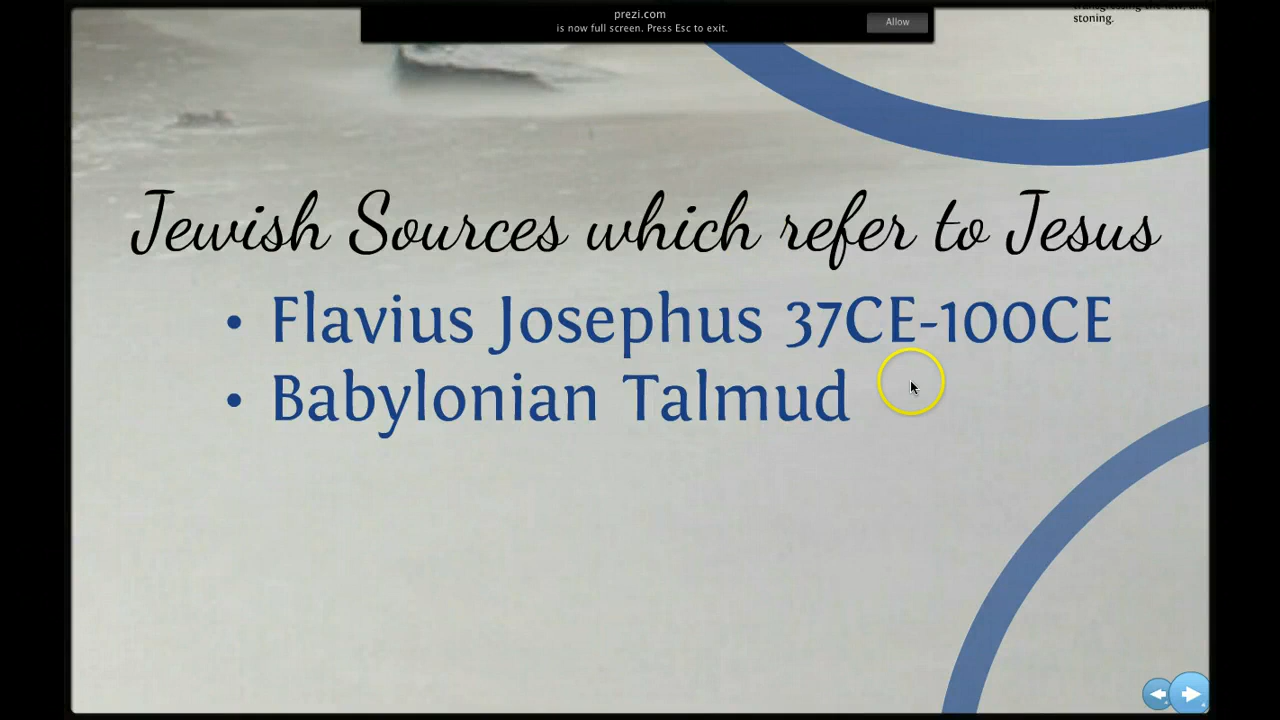 prezi.com
is now full screen. Press Esc to exit.
Allow
stoning.
Jewish Sources which refer to Jesus
• Flavius Josephus 37CE-100CE
• Babylonian Talmud